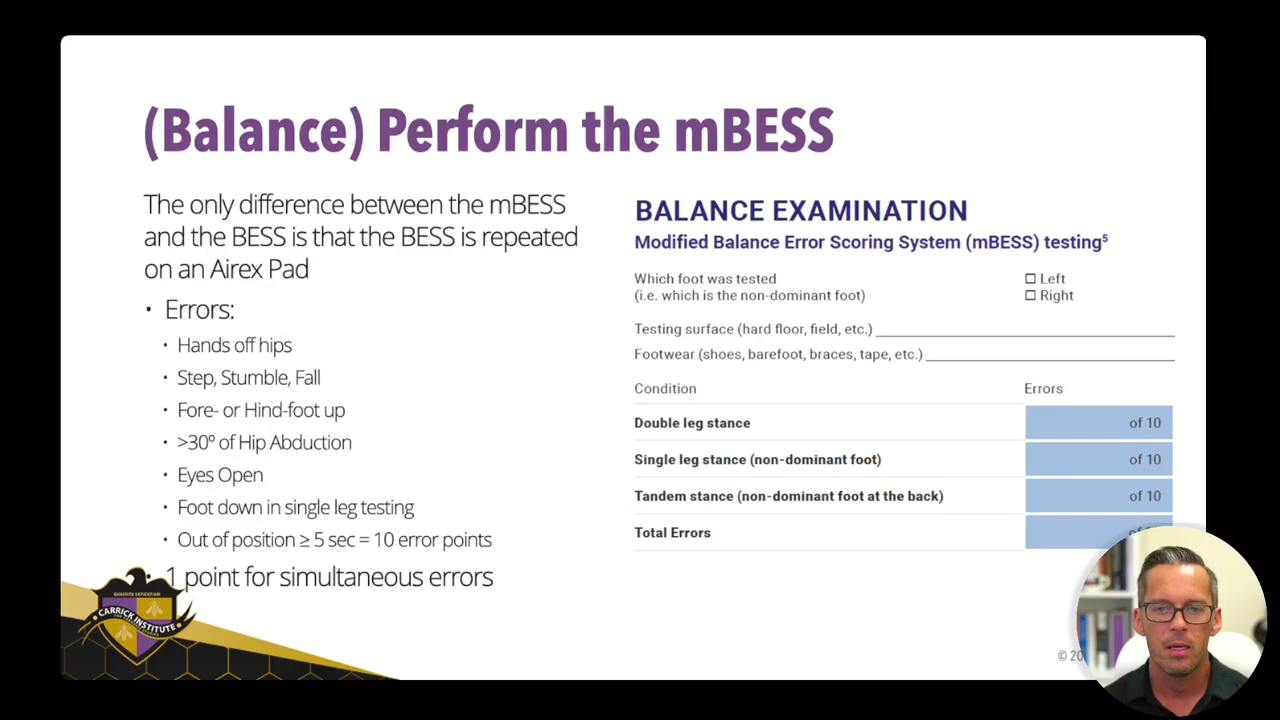 (Balance) Perform the mBESS
The only difference between the mBESS
and the BESS is that the BESS is repeated
on an Airex Pad
• Errors:
• Hands off hips
• Step, Stumble, Fall
• Fore- or Hind-foot up
• >30º of Hip Abduction
• Eyes Open
• Foot down in single leg testing
• Out of position ≥ 5 sec = 10 error points
• 1 point for simultaneous errors
BALANCE EXAMINATION
Modified Balance Error Scoring System (mBESS) testing⁵
Which foot was tested ☐ Left
(i.e. which is the non-dominant foot) ☐ Right
Testing surface (hard floor, field, etc.)
Footwear (shoes, barefoot, braces, tape, etc.)
Condition Errors
Double leg stance of 10
Single leg stance (non-dominant foot) of 10
Tandem stance (non-dominant foot at the back) of 10
Total Errors of
CARRICK INSTITUTE
© 20